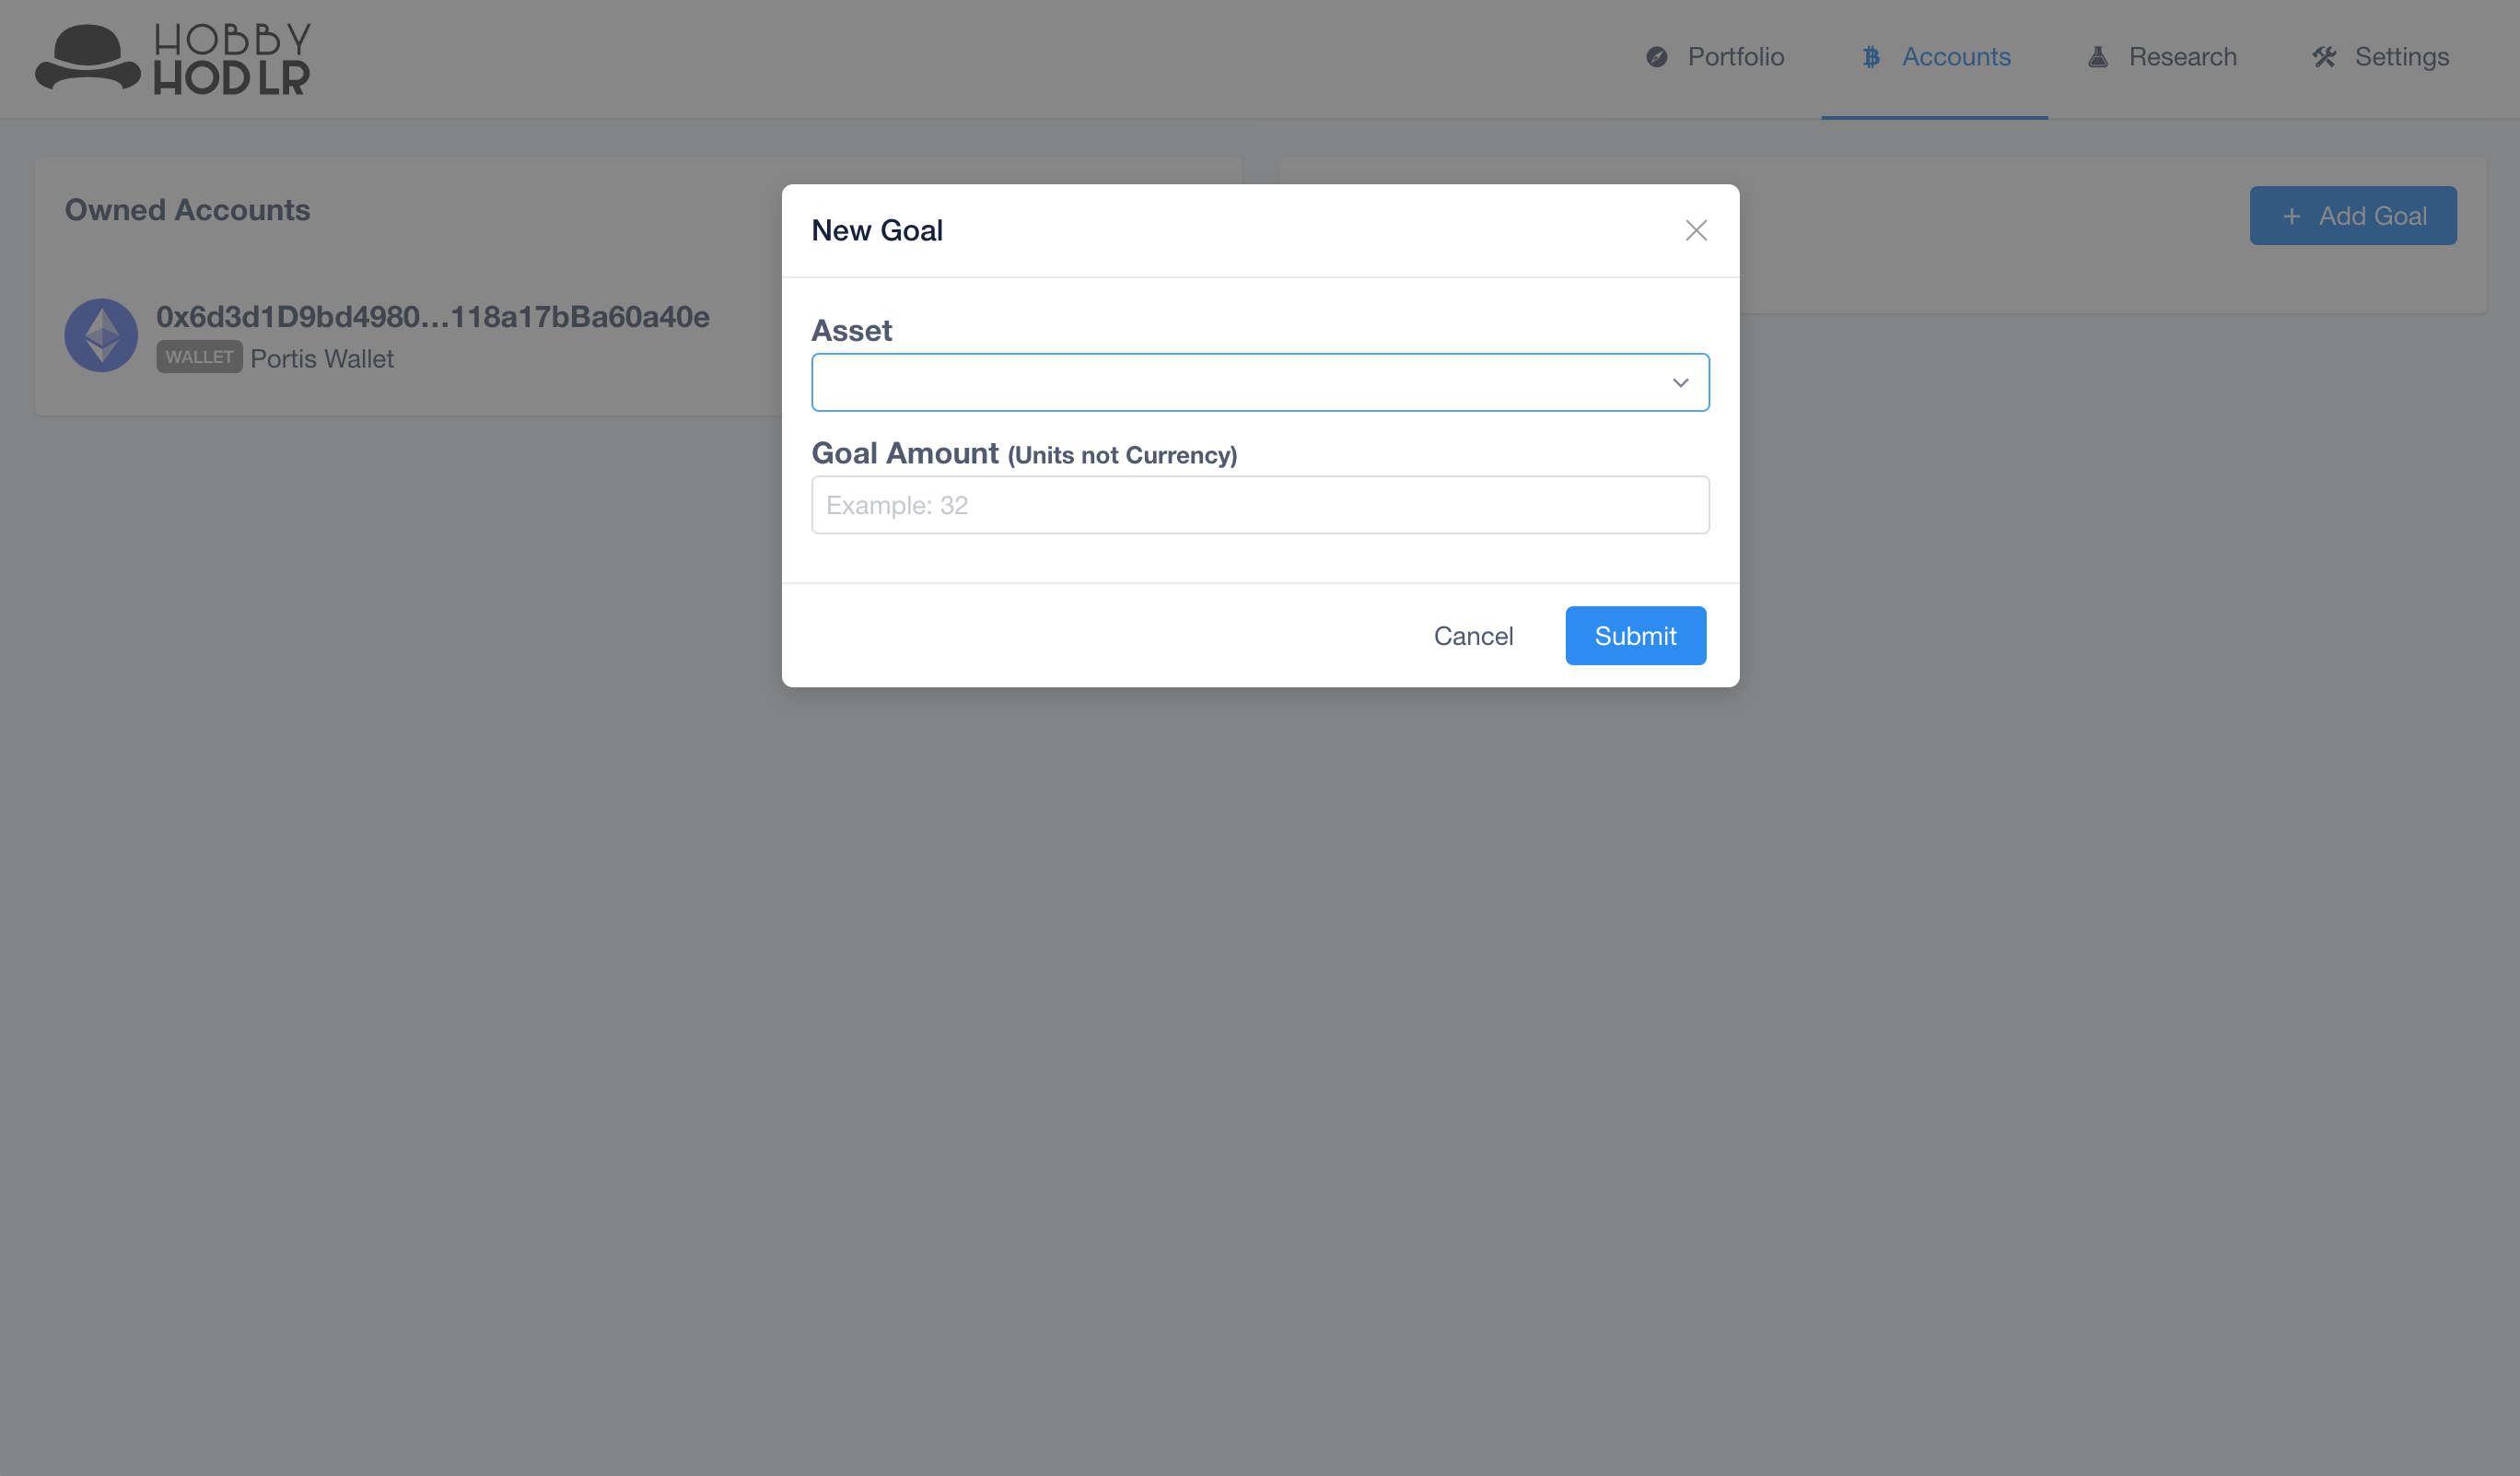 HOBBY
HODLR
Portfolio
Accounts
Research
Settings
Owned Accounts
Add Goal
0x6d3d1D9bd4980...118a17bBa60a40e
WALLET Portis Wallet
New Goal
Asset
Goal Amount (Units not Currency)
Example: 32
Cancel
Submit